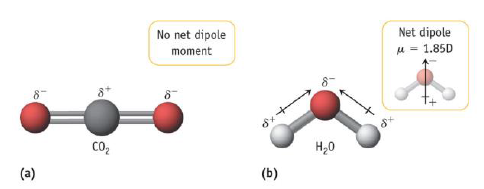 No net dipole
moment
δ⁻ δ⁺ δ⁻
CO₂
(a)
Net dipole
μ = 1.85D
−
+
δ⁻
δ⁺ δ⁺
H₂O
(b)